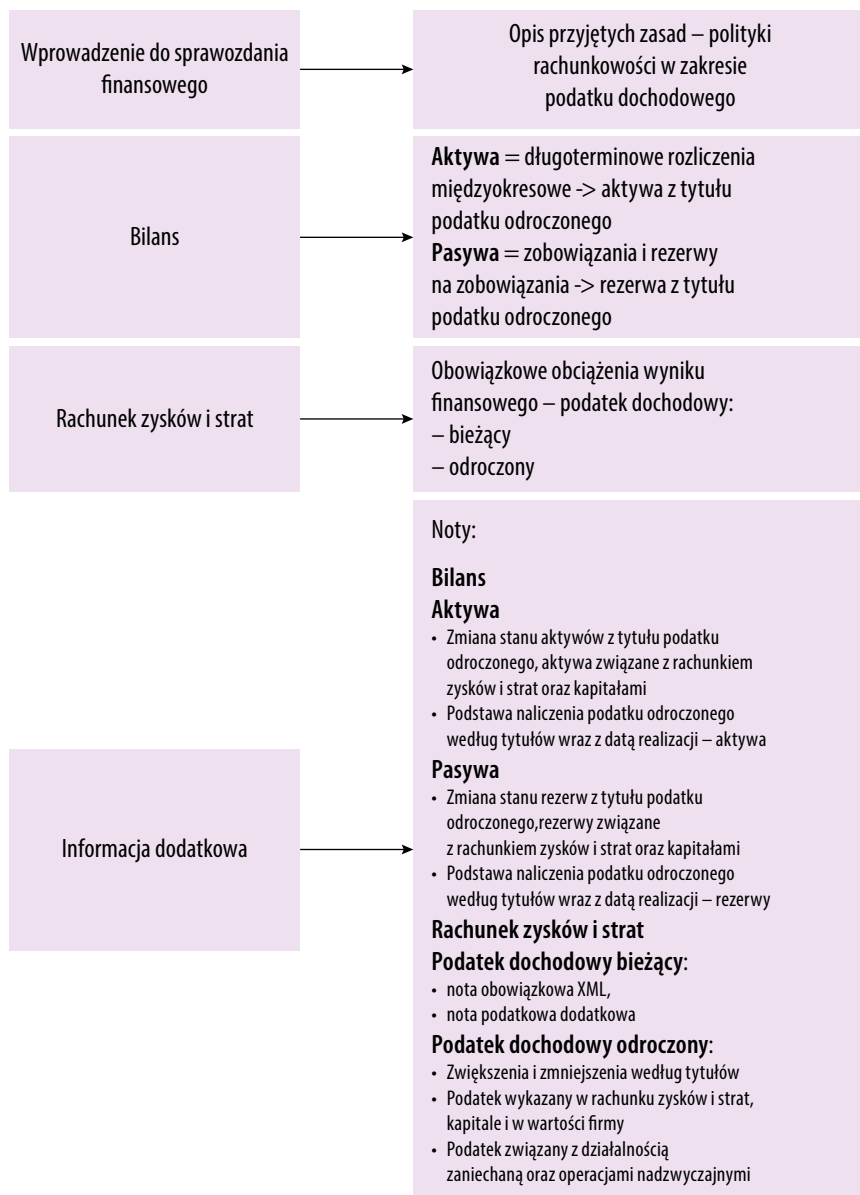 Wprowadzenie do sprawozdania
finansowego
Opis przyjętych zasad – polityki
rachunkowości w zakresie
podatku dochodowego
Bilans
Aktywa = długoterminowe rozliczenia
międzyokresowe -> aktywa z tytułu
podatku odroczonego
Pasywa = zobowiązania i rezerwy
na zobowiązania -> rezerwa z tytułu
podatku odroczonego
Rachunek zysków i strat
Obowiązkowe obciążenia wyniku
finansowego – podatek dochodowy:
– bieżący
– odroczony
Informacja dodatkowa
Noty:
Bilans
Aktywa
• Zmiana stanu aktywów z tytułu podatku
odroczonego, aktywa związane z rachunkiem
zysków i strat oraz kapitałami
• Podstawa naliczenia podatku odroczonego
według tytułów wraz z datą realizacji – aktywa
Pasywa
• Zmiana stanu rezerw z tytułu podatku
odroczonego,rezerwy związane
z rachunkiem zysków i strat oraz kapitałami
• Podstawa naliczenia podatku odroczonego
według tytułów wraz z datą realizacji – rezerwy
Rachunek zysków i strat
Podatek dochodowy bieżący:
• nota obowiązkowa XML,
• nota podatkowa dodatkowa
Podatek dochodowy odroczony:
• Zwiększenia i zmniejszenia według tytułów
• Podatek wykazany w rachunku zysków i strat,
kapitale i w wartości firmy
• Podatek związany z działalnością
zaniechaną oraz operacjami nadzwyczajnymi